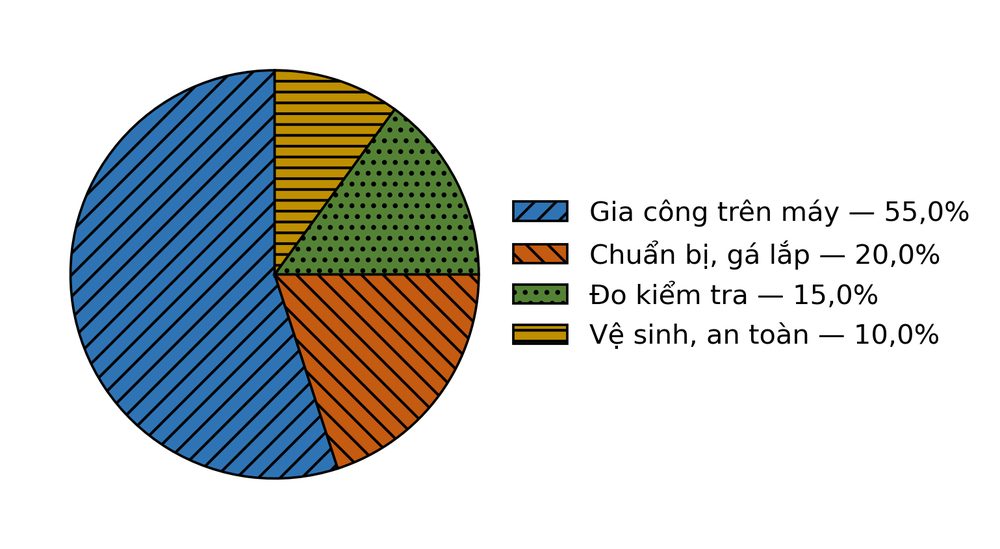 Gia công trên máy — 55,0%
Chuẩn bị, gá lắp — 20,0%
Đo kiểm tra — 15,0%
Vệ sinh, an toàn — 10,0%